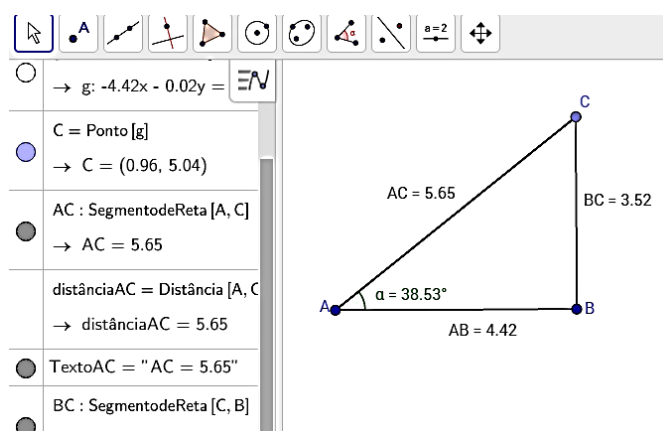 A
α
a=2
→ g: -4.42x - 0.02y =
C = Ponto [g]
→ C = (0.96, 5.04)
AC : SegmentodeReta [A, C]
→ AC = 5.65
distânciaAC = Distância [A, C
→ distânciaAC = 5.65
TextoAC = "AC = 5.65"
BC : SegmentodeReta [C, B]
C
AC = 5.65
BC = 3.52
α = 38.53°
A
B
AB = 4.42